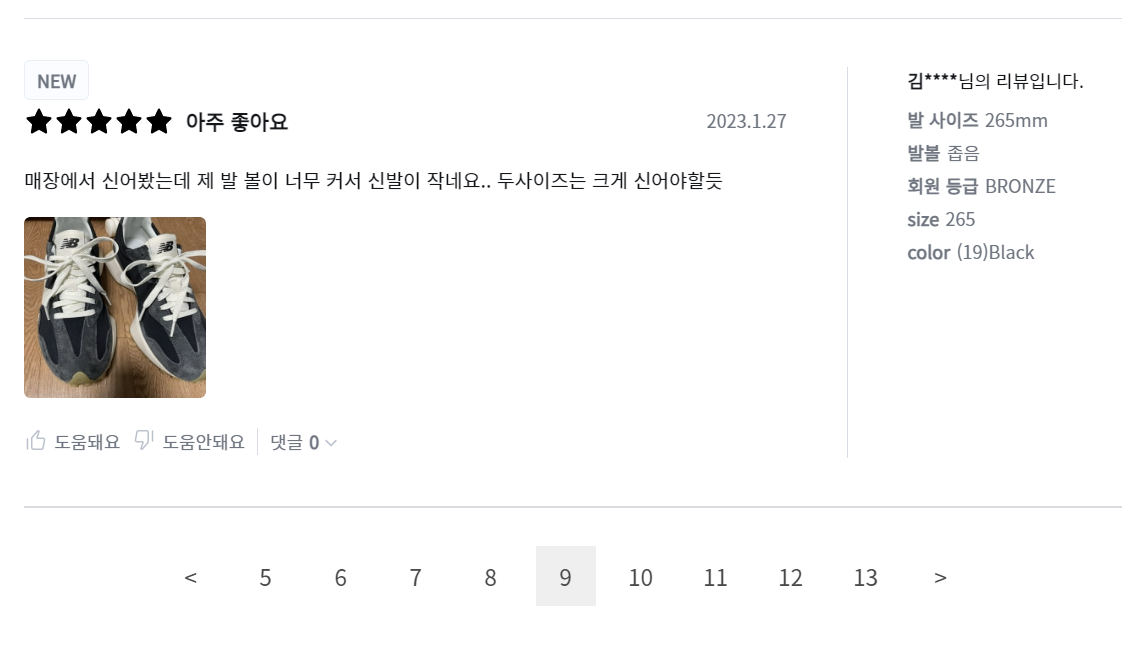 NEW
아주 좋아요
2023.1.27
매장에서 신어봤는데 제 발 볼이 너무 커서 신발이 작네요.. 두사이즈는 크게 신어야할듯
NB
NB
도움돼요 도움안돼요 댓글 0
김****님의 리뷰입니다.
발 사이즈 265mm
발볼 좁음
회원 등급 BRONZE
size 265
color (19)Black
< 5 6 7 8 9 10 11 12 13 >